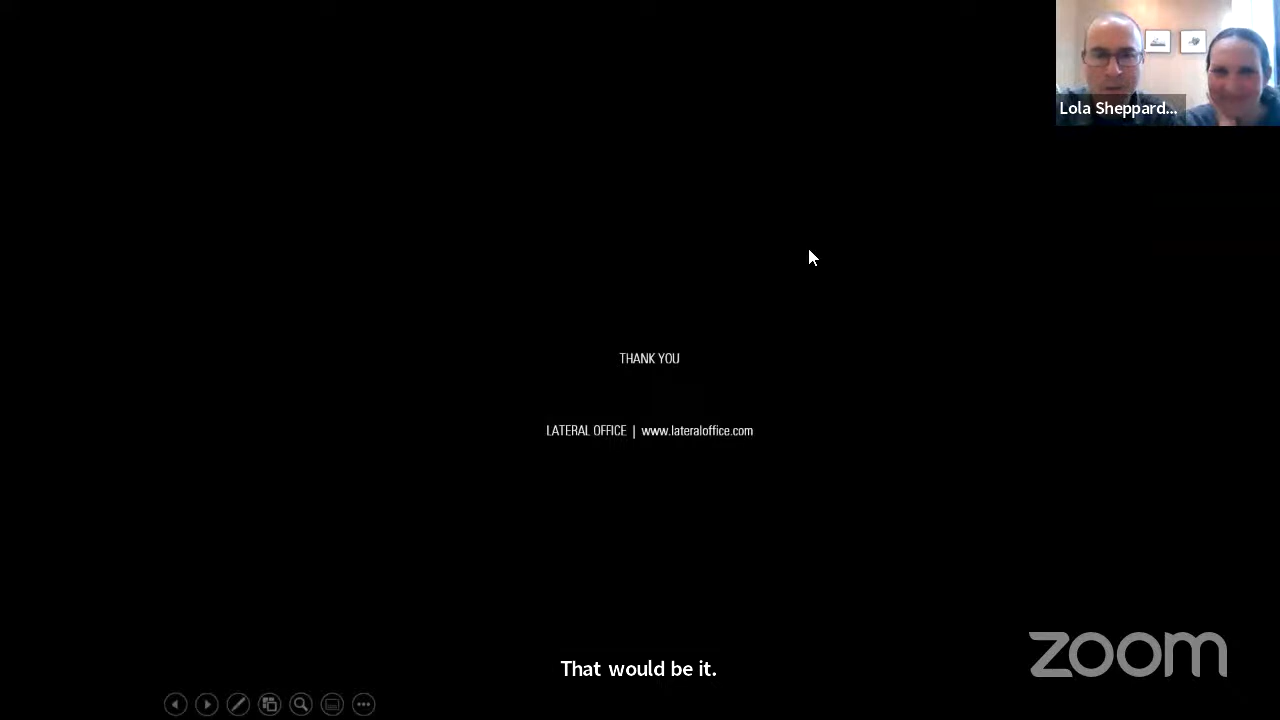 Lola Sheppard...
THANK YOU
LATERAL OFFICE | www.lateraloffice.com
zoom
That would be it.